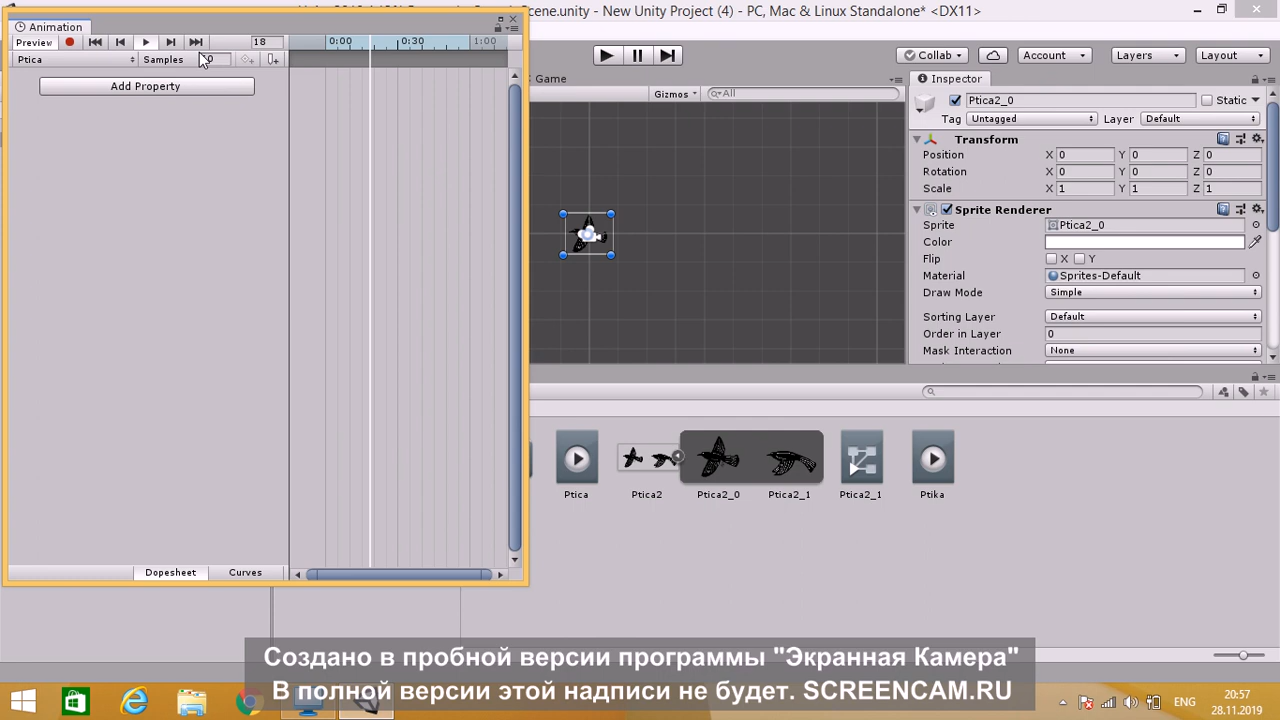 Scene.unity - New Unity Project (4) - PC, Mac & Linux Standalone* <DX11>
Animation
Preview
18
0:00
0:30
1:00
Ptica
Samples
Add Property
Dopesheet
Curves
Collab
Account
Layers
Layout
Game
Gizmos
All
Inspector
Ptica2_0
Static
Tag Untagged
Layer Default
Transform
Position X 0 Y 0 Z 0
Rotation X 0 Y 0 Z 0
Scale X 1 Y 1 Z 1
Sprite Renderer
Sprite Ptica2_0
Color
Flip X Y
Material Sprites-Default
Draw Mode Simple
Sorting Layer Default
Order in Layer 0
Mask Interaction None
Ptica
Ptica2
Ptica2_0
Ptica2_1
Ptica2_1
Ptika
Создано в пробной версии программы "Экранная Камера"
В полной версии этой надписи не будет. SCREENCAM.RU
ENG
20:57
28.11.2019